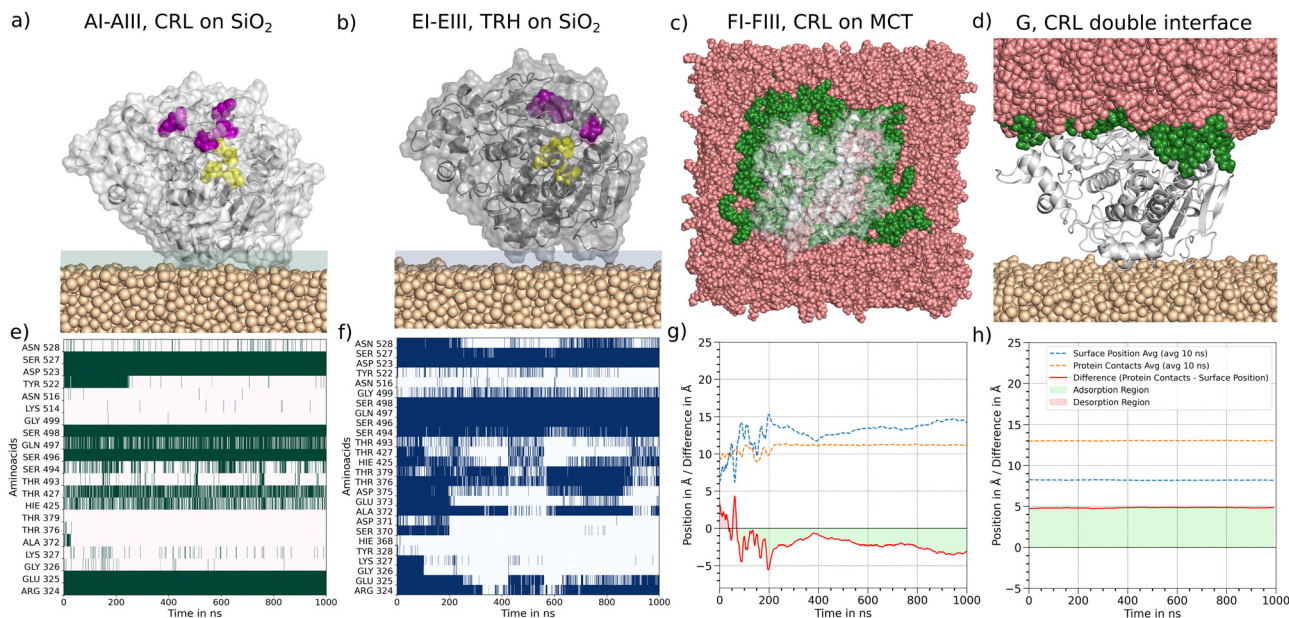 a) AI-AIII, CRL on SiO₂
b) EI-EIII, TRH on SiO₂
c) FI-FIII, CRL on MCT
d) G, CRL double interface
e)
Aminoacids
ASN 528
SER 527
ASP 523
TYR 522
ASN 516
LYS 514
GLY 499
SER 498
GLN 497
SER 496
SER 494
THR 493
THR 427
HIE 425
THR 379
THR 376
ALA 372
LYS 327
GLY 326
GLU 325
ARG 324
0 200 400 600 800 1000
Time in ns
f)
Aminoacids
ASN 528
SER 527
ASP 523
TYR 522
ASN 516
GLY 499
SER 498
GLN 497
SER 496
SER 494
THR 493
THR 427
HIE 425
THR 379
THR 376
ASP 375
GLU 373
ALA 372
ASP 371
SER 370
HIE 368
TYR 328
LYS 327
GLY 326
GLU 325
ARG 324
0 200 400 600 800 1000
Time in ns
g)
Position in Å / Difference in Å
25
20
15
10
5
0
−5
0 200 400 600 800 1000
Time in ns
h)
Position in Å / Difference in Å
25
20
15
10
5
0
−5
Surface Position Avg (avg 10 ns)
Protein Contacts Avg (avg 10 ns)
Difference (Protein Contacts - Surface Position)
Adsorption Region
Desorption Region
0 200 400 600 800 1000
Time in ns